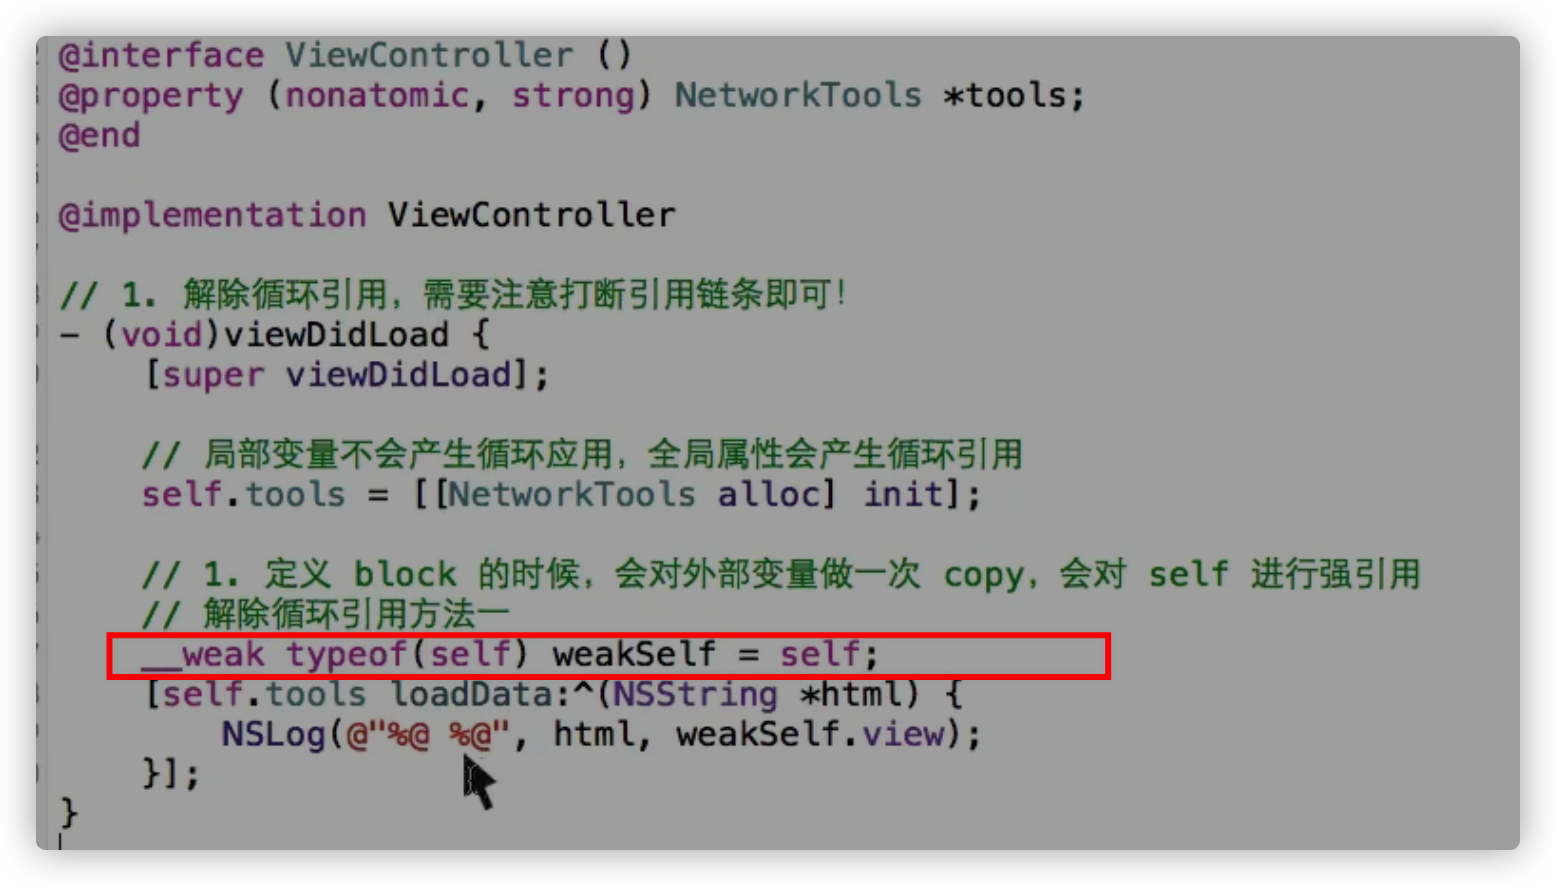 @interface ViewController ()
@property (nonatomic, strong) NetworkTools *tools;
@end
@implementation ViewController
// 1. 解除循环引用，需要注意打断引用链条即可！
- (void)viewDidLoad {
[super viewDidLoad];
// 局部变量不会产生循环应用，全局属性会产生循环引用
self.tools = [[NetworkTools alloc] init];
// 1. 定义 block 的时候，会对外部变量做一次 copy，会对 self 进行强引用
// 解除循环引用方法一
__weak typeof(self) weakSelf = self;
[self.tools loadData:^(NSString *html) {
NSLog(@"%@ %@", html, weakSelf.view);
}];
}